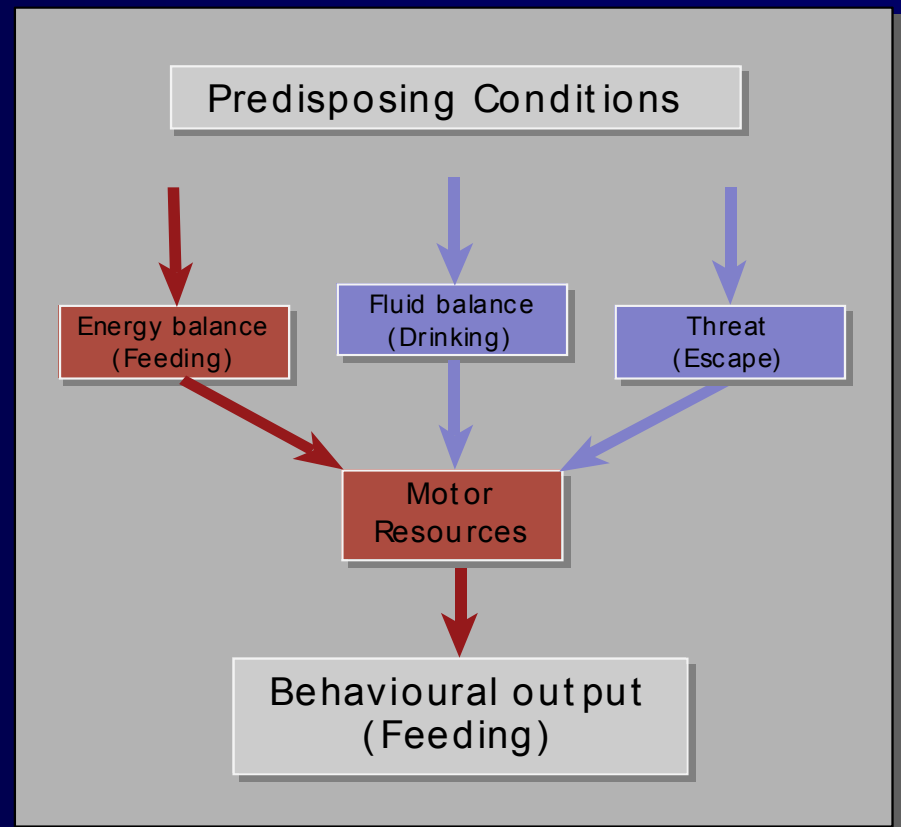 Predisposing Conditions
Energy balance
(Feeding)
Fluid balance
(Drinking)
Threat
(Escape)
Motor
Resources
Behavioural output
(Feeding)